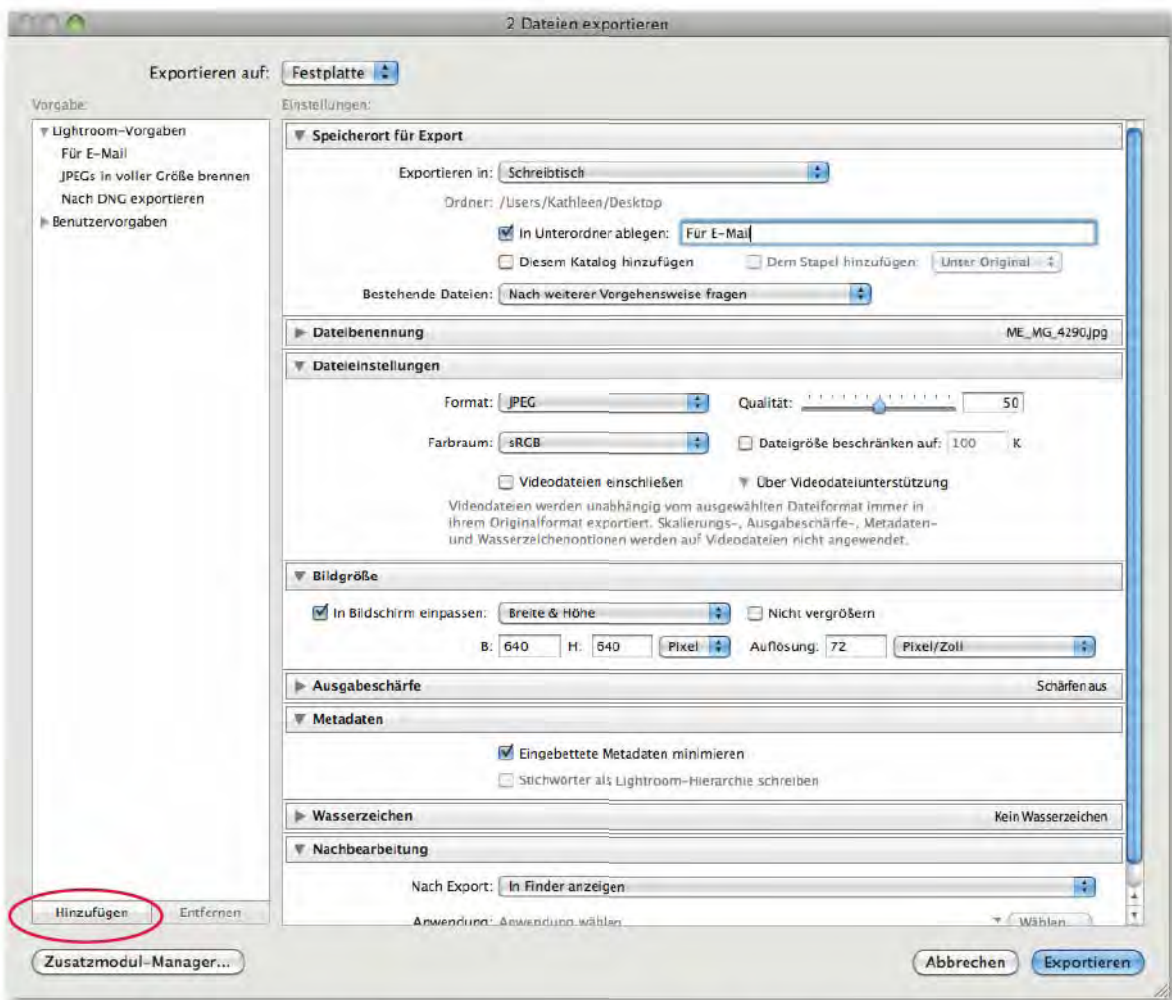 2 Dateien exportieren
Exportieren auf: Festplatte
Vorgabe:
Einstellungen:
Lightroom-Vorgaben
Für E-Mail
JPEGs in voller Größe brennen
Nach DNG exportieren
Benutzervorgaben
Speicherort für Export
Exportieren in: Schreibtisch
Ordner: /Users/Kathleen/Desktop
In Unterordner ablegen: Für E-Mail
Diesem Katalog hinzufügen Dem Stapel hinzufügen: Unter Original
Bestehende Dateien: Nach weiterer Vorgehensweise fragen
Dateibenennung ME_MG_4290.jpg
Dateieinstellungen
Format: JPEG Qualität: 50
Farbraum: sRGB Dateigröße beschränken auf: 100 K
Videodateien einschließen Über Videodateiunterstützung
Videodateien werden unabhängig vom ausgewählten Dateiformat immer in
ihrem Originalformat exportiert. Skalierungs-, Ausgabeschärfe-, Metadaten-
und Wasserzeichenoptionen werden auf Videodateien nicht angewendet.
Bildgröße
In Bildschirm einpassen: Breite & Höhe Nicht vergrößern
B: 640 H: 640 Pixel Auflösung: 72 Pixel/Zoll
Ausgabeschärfe Schärfen aus
Metadaten
Eingebettete Metadaten minimieren
Stichwörter als Lightroom-Hierarchie schreiben
Wasserzeichen Kein Wasserzeichen
Nachbearbeitung
Nach Export: In Finder anzeigen
Anwendung: Anwendung wählen Wählen...
Hinzufügen Entfernen
Zusatzmodul-Manager... Abbrechen Exportieren